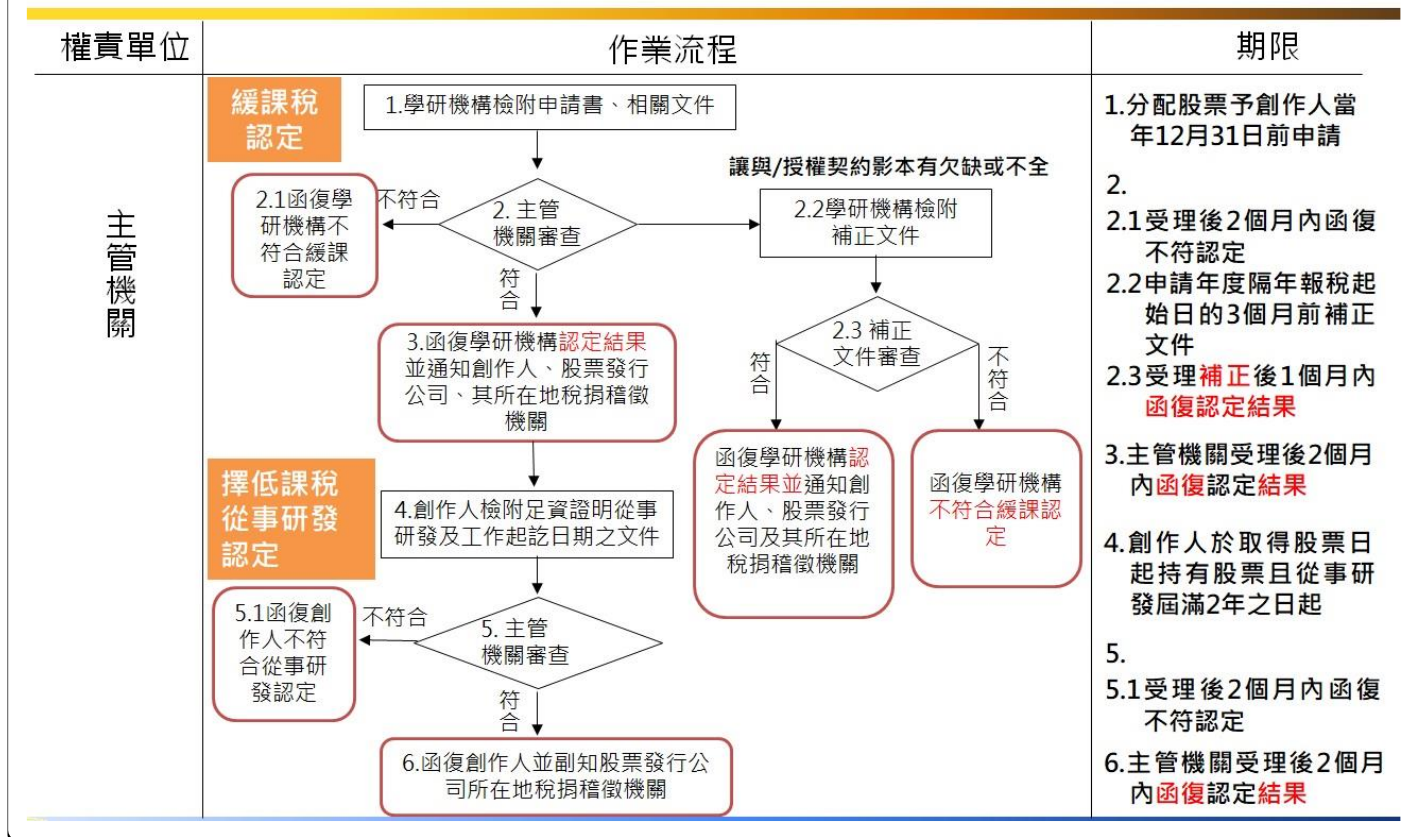 權責單位
作業流程
期限
主管機關
緩課稅
認定
1.學研機構檢附申請書、相關文件
讓與/授權契約影本有欠缺或不全
2.1函復學
研機構不
符合緩課
認定
不符合
2. 主管
機關審查
2.2學研機構檢附
補正文件
符合
3.函復學研機構認定結果
並通知創作人、股票發行
公司、其所在地稅捐稽徵
機關
2.3 補正
文件審查
符合
不符合
函復學研機構認
定結果並通知創
作人、股票發行
公司及其所在地
稅捐稽徵機關
函復學研機構
不符合緩課認
定
擇低課稅
從事研發
認定
4.創作人檢附足資證明從事
研發及工作起訖日期之文件
5.1函復創
作人不符
合從事研
發認定
不符合
5. 主管
機關審查
符合
6.函復創作人並副知股票發行公
司所在地稅捐稽徵機關
1.分配股票予創作人當
年12月31日前申請
2.
2.1受理後2個月內函復
不符認定
2.2申請年度隔年報稅起
始日的3個月前補正
文件
2.3受理補正後1個月內
函復認定結果
3.主管機關受理後2個月
內函復認定結果
4.創作人於取得股票日
起持有股票且從事研
發屆滿2年之日起
5.
5.1受理後2個月內函復
不符認定
6.主管機關受理後2個月
內函復認定結果